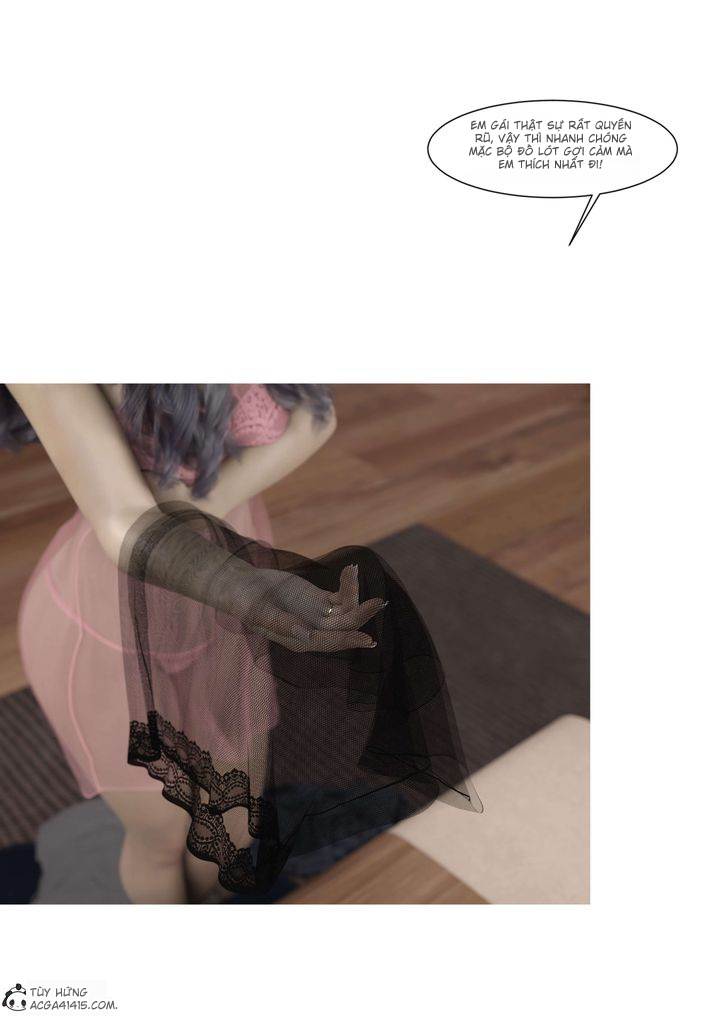 EM GÁI THẬT SỰ RẤT QUYẾN
RŨ, VẬY THÌ NHANH CHÓNG
MẶC BỘ ĐỒ LÓT GỢI CẢM MÀ
EM THÍCH NHẤT ĐI!
TÙY HỨNG
ACGA41415.COM.